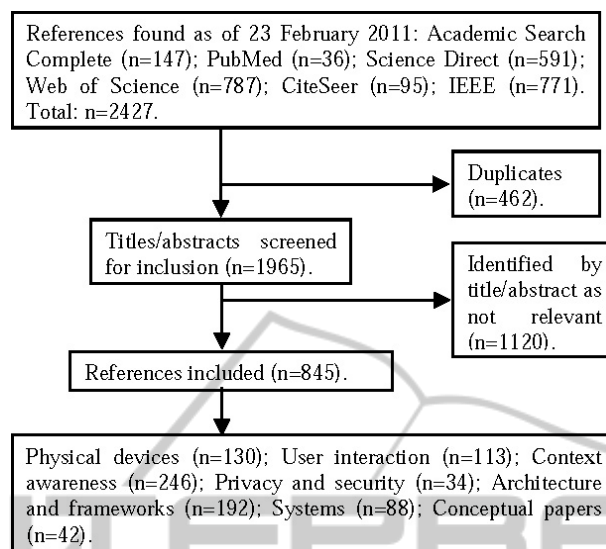 References found as of 23 February 2011: Academic Search
Complete (n=147); PubMed (n=36); Science Direct (n=591);
Web of Science (n=787); CiteSeer (n=95); IEEE (n=771).
Total: n=2427.
Duplicates
(n=462).
Titles/abstracts screened
for inclusion (n=1965).
Identified by
title/abstract as
not relevant
(n=1120).
References included (n=845).
Physical devices (n=130); User interaction (n=113); Context
awareness (n=246); Privacy and security (n=34); Architecture
and frameworks (n=192); Systems (n=88); Conceptual papers
(n=42).